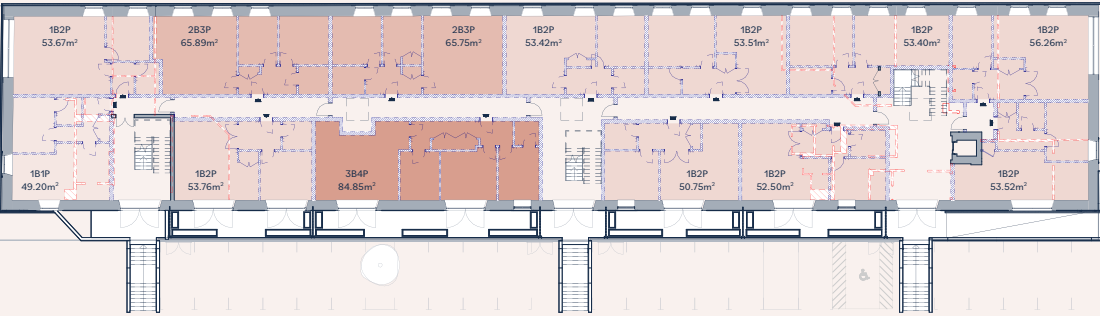 1B2P
53.67m²
2B3P
65.89m²
2B3P
65.75m²
1B2P
53.42m²
1B2P
53.51m²
1B2P
53.40m²
1B2P
56.26m²
1B1P
49.20m²
1B2P
53.76m²
3B4P
84.85m²
1B2P
50.75m²
1B2P
52.50m²
1B2P
53.52m²